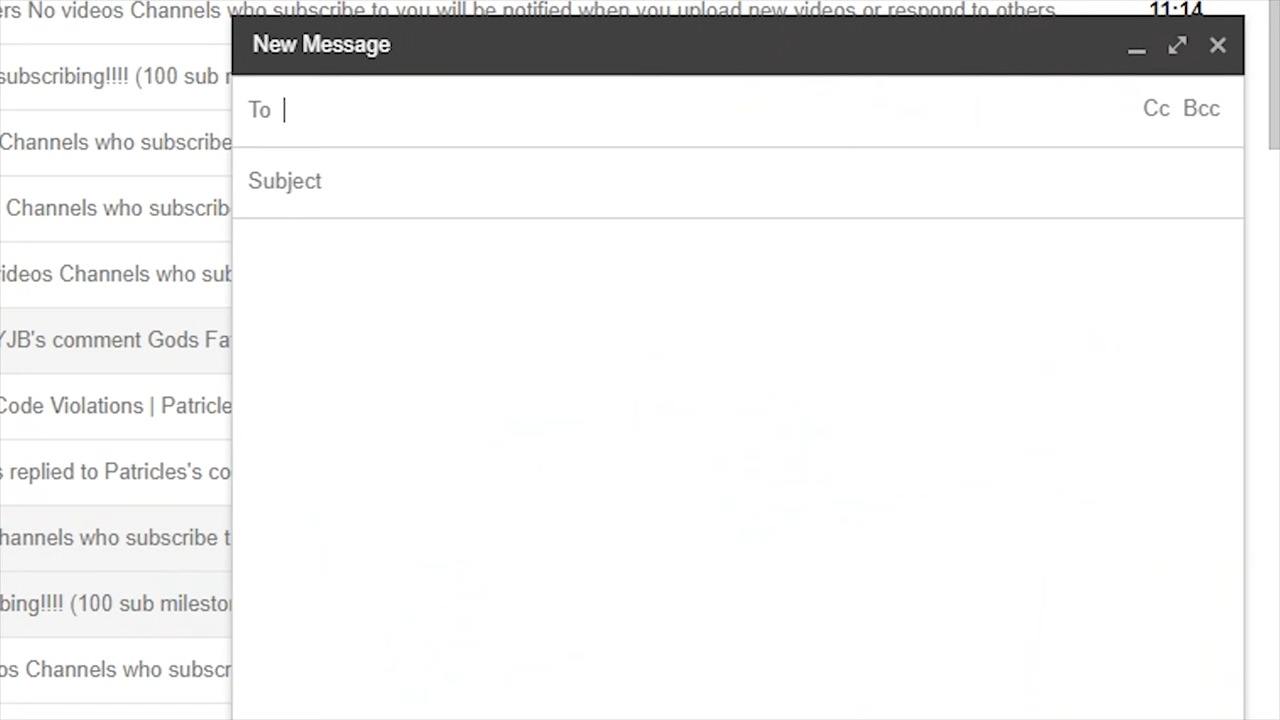 ers No videos Channels who subscribe to you will be notified when you upload new videos or respond to others 11:14
New Message
subscribing!!!! (100 sub
To Cc Bcc
Channels who subscribe
Subject
Channels who subscrib
videos Channels who sub
YJB's comment Gods Fa
Code Violations | Patricle
s replied to Patricles's co
hannels who subscribe t
bing!!!! (100 sub milesto
os Channels who subscr